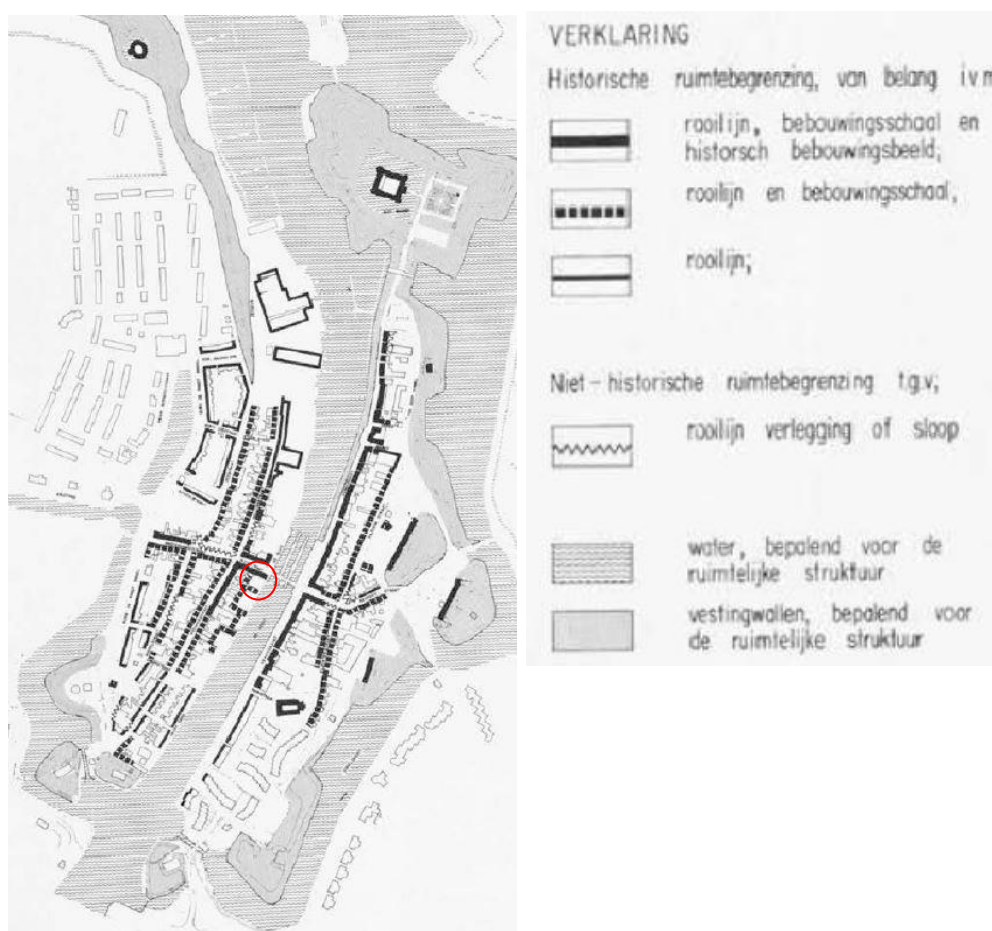 VERKLARING
Historische ruimtebegrenzing, van belang ivm
rooilijn, bebouwingsschaal en
historsch bebouwingsbeeld;
rooilijn en bebouwingsschaal,
rooilijn;
Niet-historische ruimtebegrenzing t.g.v;
rooilijn verlegging of sloop
water, bepalend voor de
ruimtelijke struktuur
vestingwallen, bepalend voor
de ruimtelijke struktuur